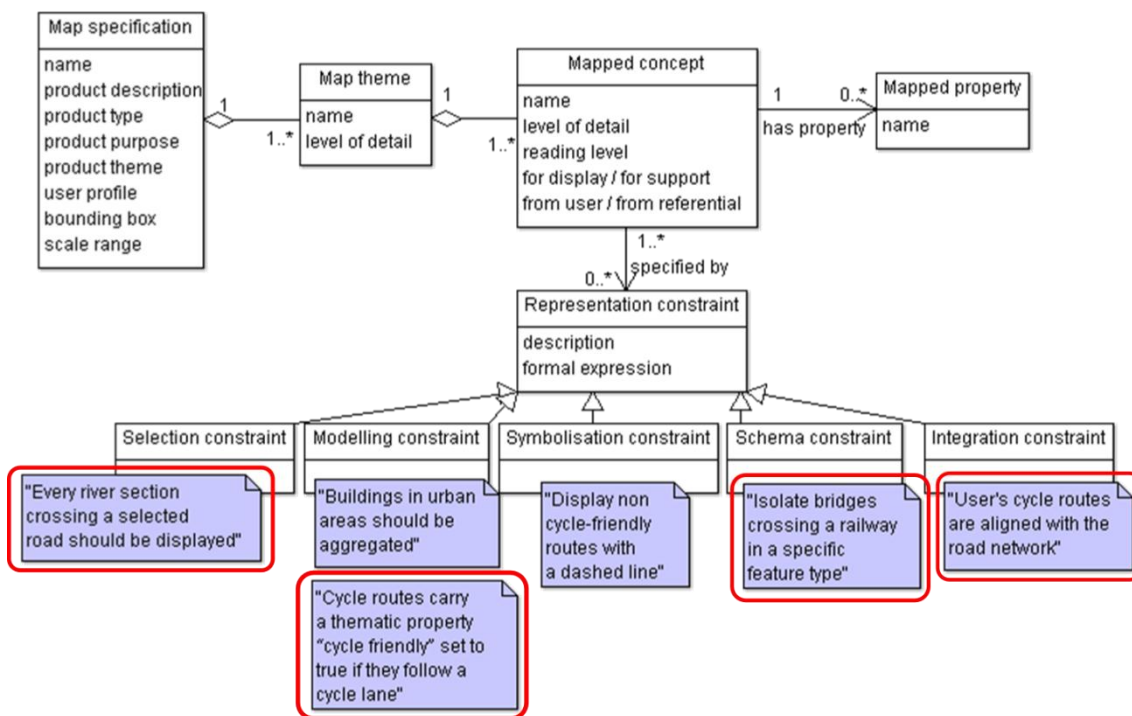 Map specification
name
product description
product type
product purpose
product theme
user profile
bounding box
scale range
1
1..*
Map theme
name
level of detail
1
1..*
Mapped concept
name
level of detail
reading level
for display / for support
from user / from referential
1
0..*
has property
Mapped property
name
1..*
specified by
0..*
Representation constraint
description
formal expression
Selection constraint
"Every river section
crossing a selected
road should be displayed"
Modelling constraint
"Buildings in urban
areas should be
aggregated"
"Cycle routes carry
a thematic property
“cycle friendly” set to
true if they follow a
cycle lane"
Symbolisation constraint
"Display non
cycle-friendly
routes with
a dashed line"
Schema constraint
"Isolate bridges
crossing a railway
in a specific
feature type"
Integration constraint
"User's cycle routes
are aligned with the
road network"